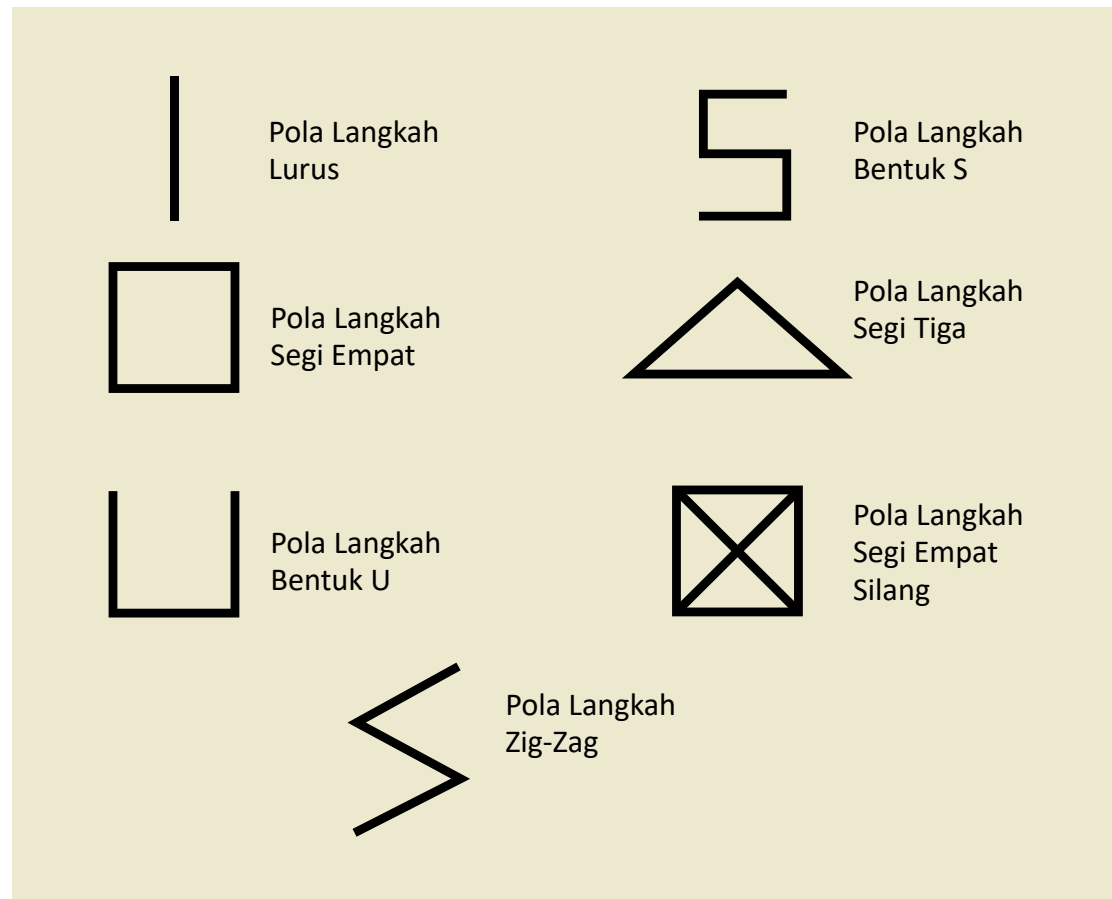 Pola Langkah
Lurus
Pola Langkah
Bentuk S
Pola Langkah
Segi Empat
Pola Langkah
Segi Tiga
Pola Langkah
Bentuk U
Pola Langkah
Segi Empat
Silang
Pola Langkah
Zig-Zag